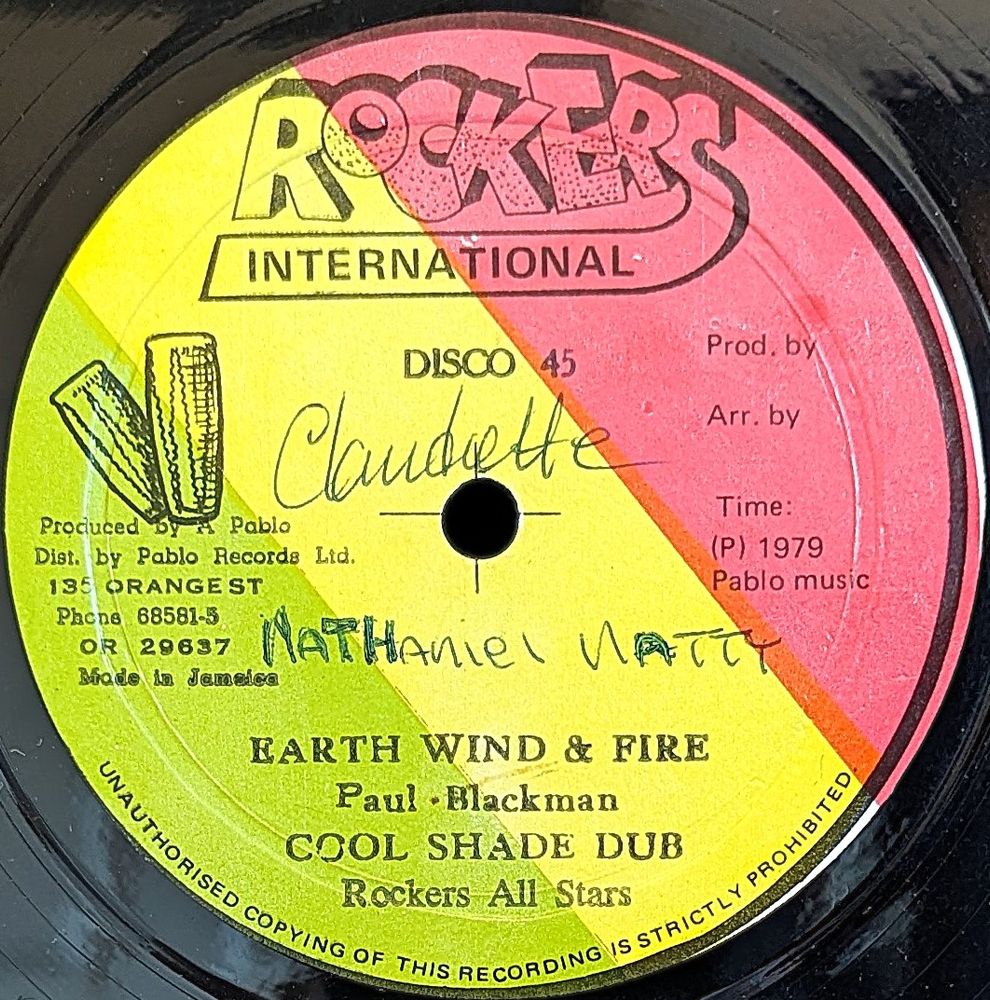 ROCKERS
INTERNATIONAL
DISCO 45
Prod. by
Claudette
Arr. by
Time:
(P) 1979
Pablo music
Produced by A Pablo
Dist. by Pablo Records Ltd.
135 ORANGE ST
Phone 68581-5
OR 29637
Made in Jamaica
NATHANIEL NATTY
EARTH WIND & FIRE
Paul Blackman
COOL SHADE DUB
Rockers All Stars
UNAUTHORISED COPYING OF THIS RECORDING IS STRICTLY PROHIBITED.